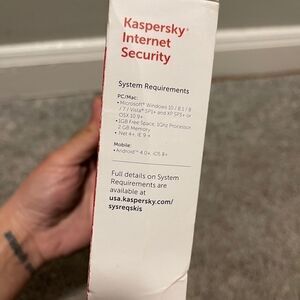 Kaspersky®
Internet
Security
System Requirements
PC/Mac:
• Microsoft® Windows 10 / 8.1 / 8
/ 7 / Vista® SP1+ and XP SP3+ or
OSX 10.9+
• 1GB Free Space, 1Ghz Processor
2 GB Memory
• .Net 4+, IE 9 +
Mobile:
• Android™ 4.0+, iOS 8+
Full details on System
Requirements are
available at
usa.kaspersky.com/
sysreqskis